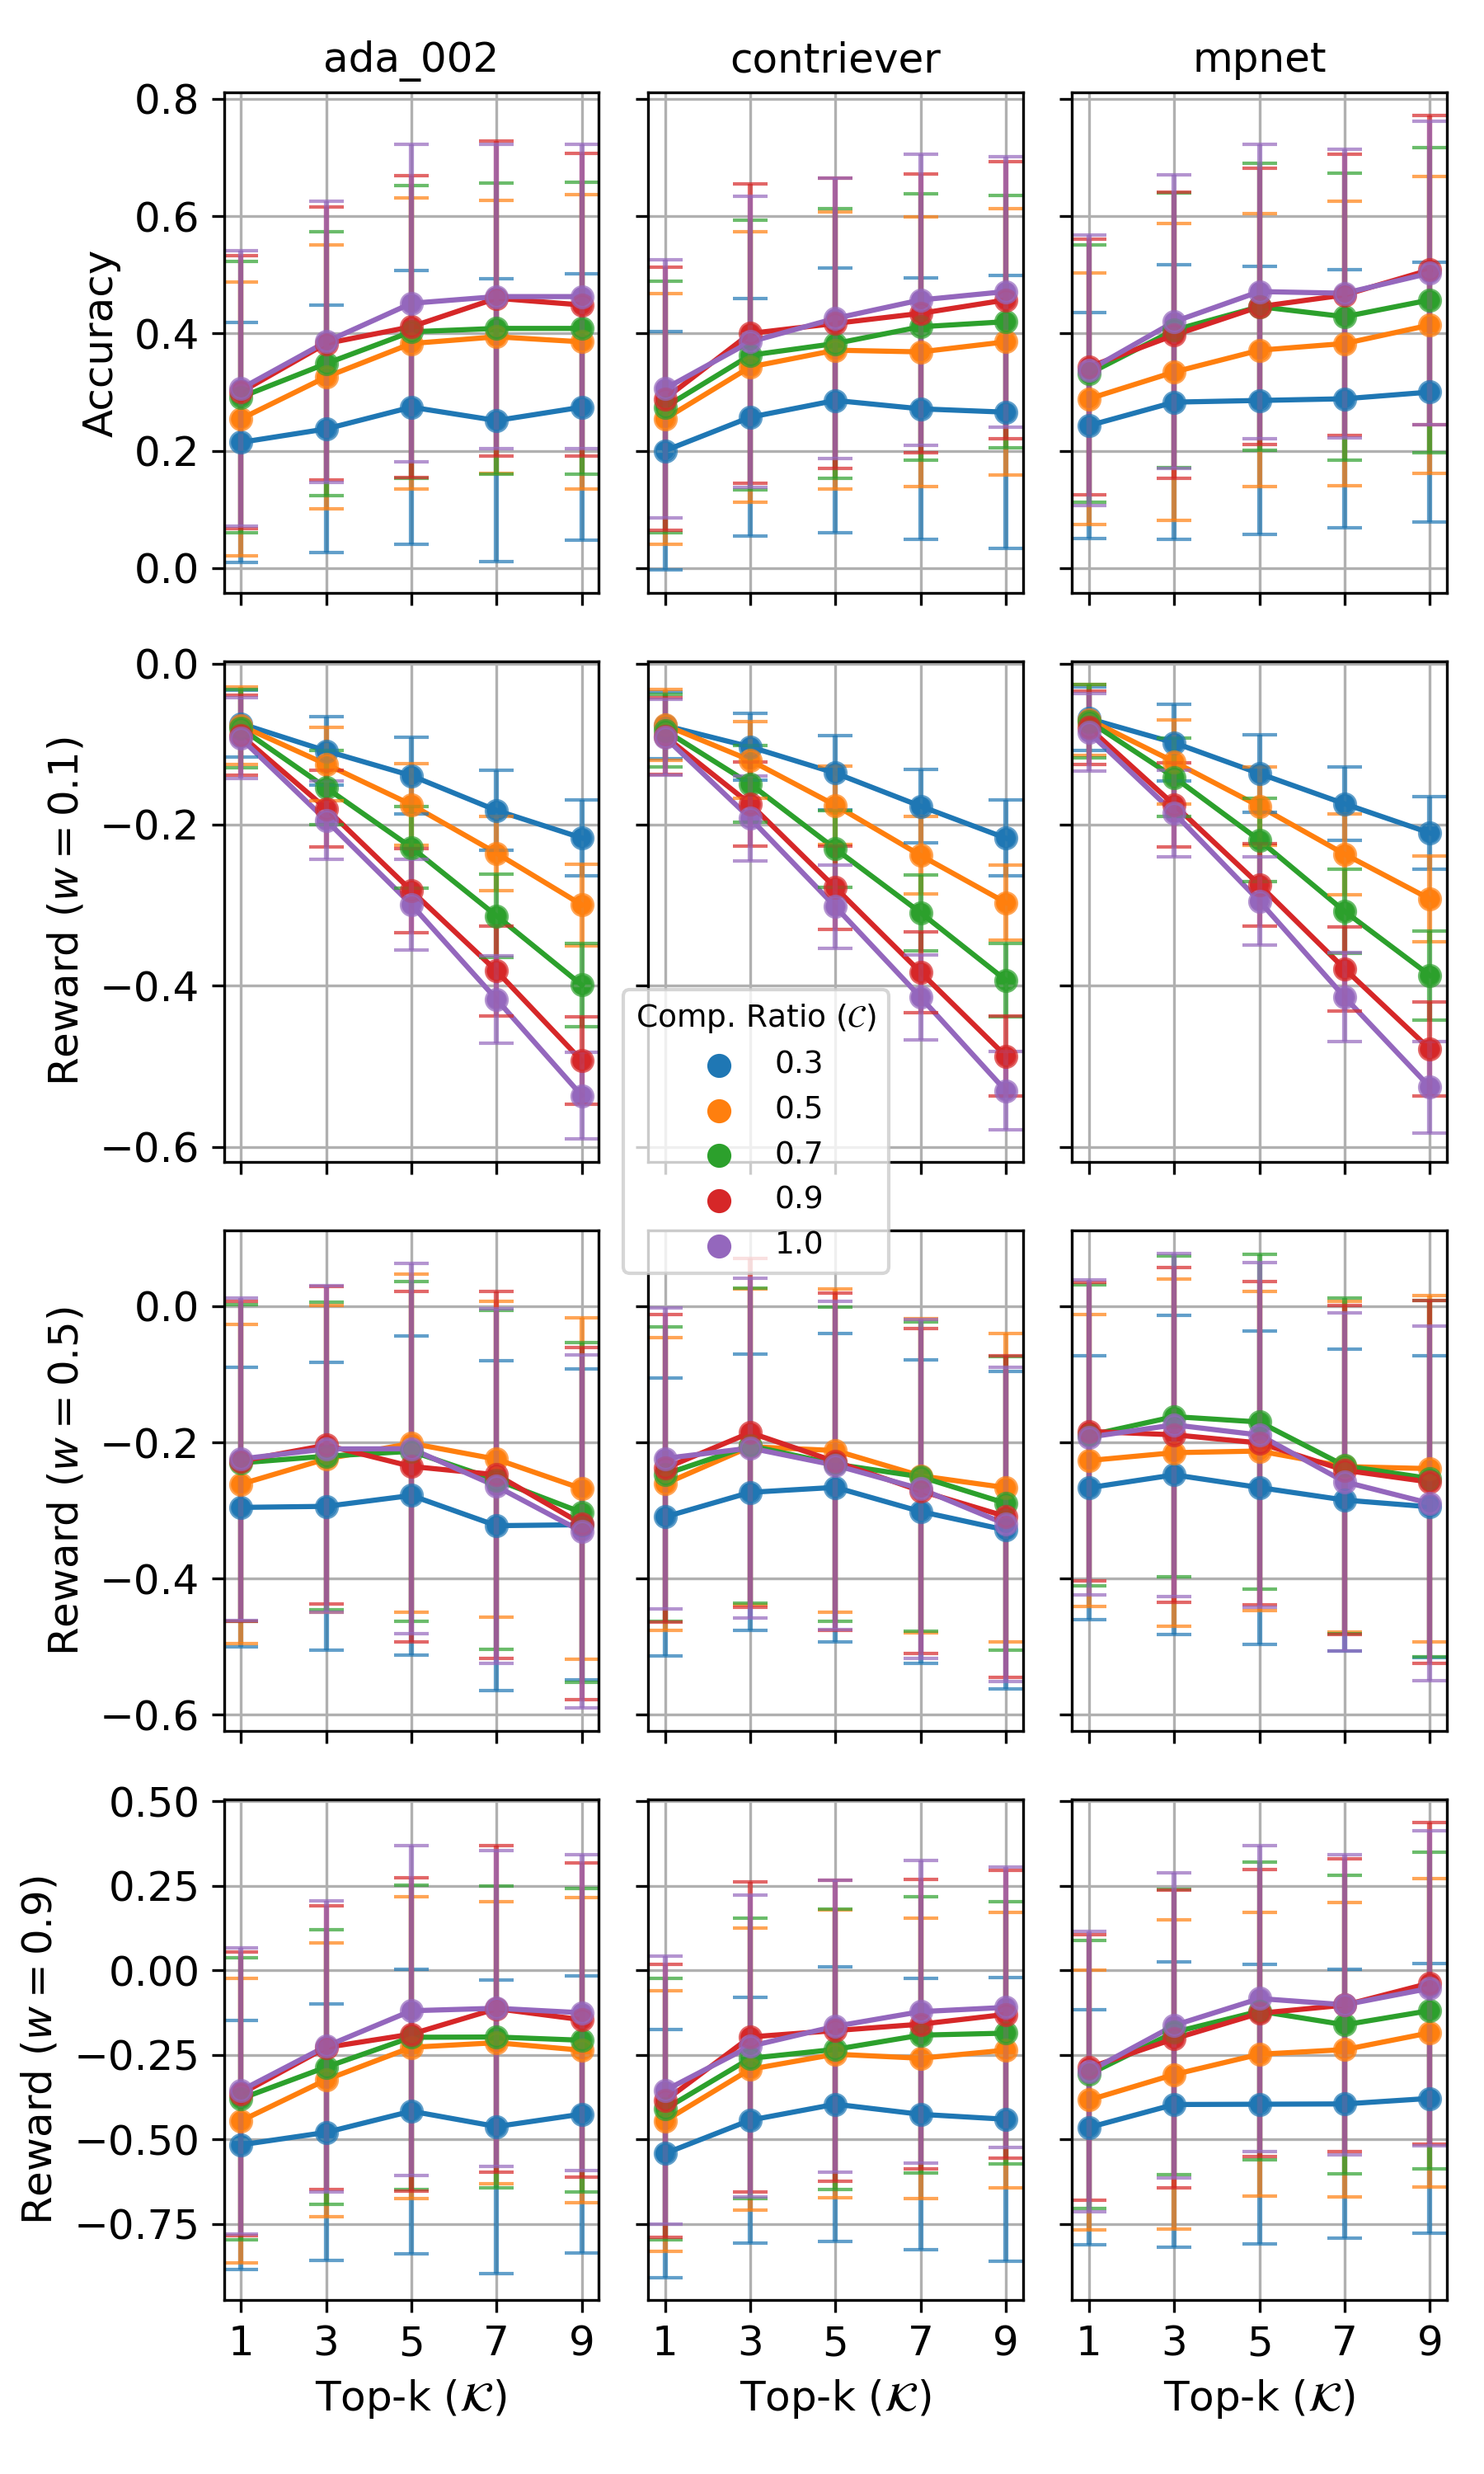 ada_002
contriever
mpnet
0.8
0.6
0.4
0.2
0.0
Accuracy
0.0
−0.2
−0.4
−0.6
Reward (w = 0.1)
Comp. Ratio (𝒞)
0.3
0.5
0.7
0.9
1.0
0.0
−0.2
−0.4
−0.6
Reward (w = 0.5)
0.50
0.25
0.00
−0.25
−0.50
−0.75
Reward (w = 0.9)
1 3 5 7 9
1 3 5 7 9
1 3 5 7 9
Top-k (𝒦)
Top-k (𝒦)
Top-k (𝒦)